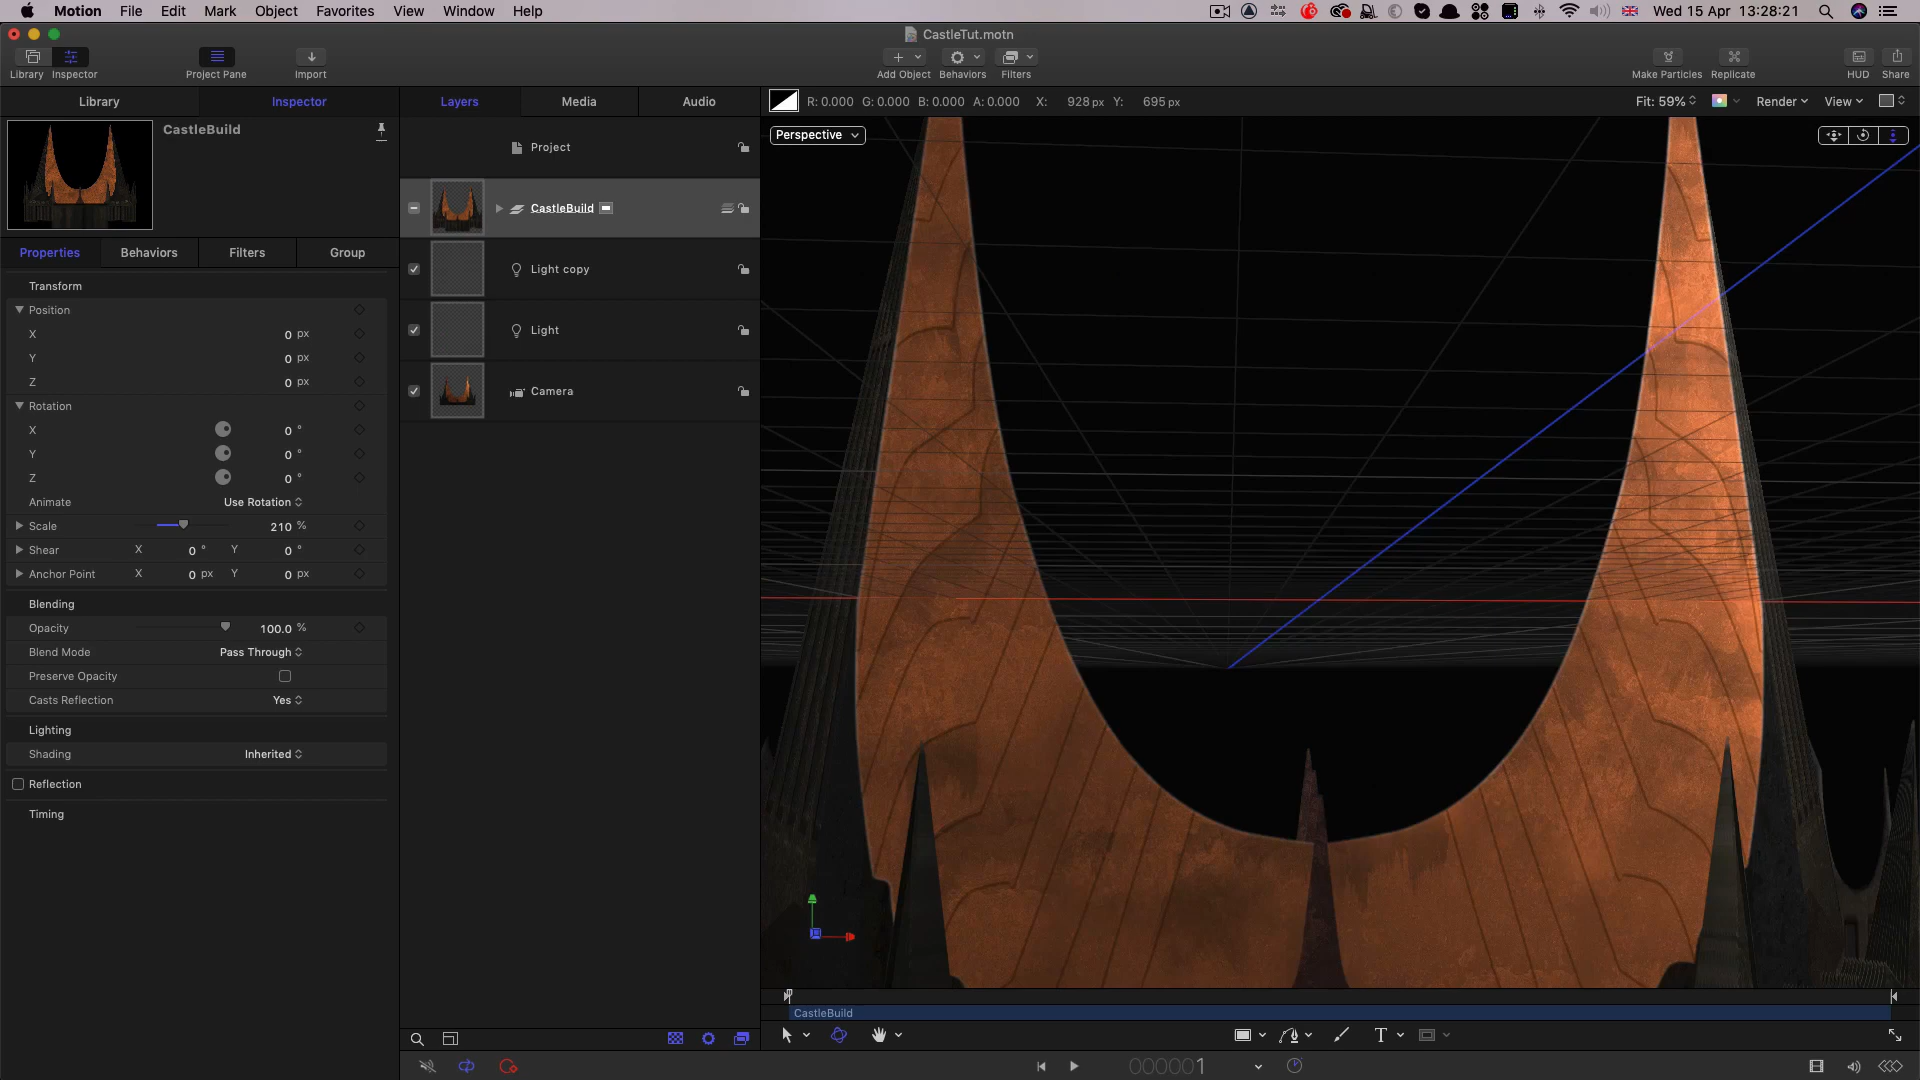 Motion File Edit Mark Object Favorites View Window Help Wed 15 Apr 13:28:21
CastleTut.motn
Library Inspector Project Pane Import Add Object Behaviors Filters Make Particles Replicate HUD Share
Library Inspector Layers Media Audio R: 0.000 G: 0.000 B: 0.000 A: 0.000 X: 928 px Y: 695 px Fit: 59% Render View
CastleBuild
Perspective
Project
CastleBuild
Properties Behaviors Filters Group
Light copy
Transform
Position
X 0 px
Light
Y 0 px
Z 0 px
Camera
Rotation
X 0 °
Y 0 °
Z 0 °
Animate Use Rotation
Scale 210 %
Shear X 0 ° Y 0 °
Anchor Point X 0 px Y 0 px
Blending
Opacity 100.0 %
Blend Mode Pass Through
Preserve Opacity
Casts Reflection Yes
Lighting
Shading Inherited
Reflection
Timing
CastleBuild
T
000001